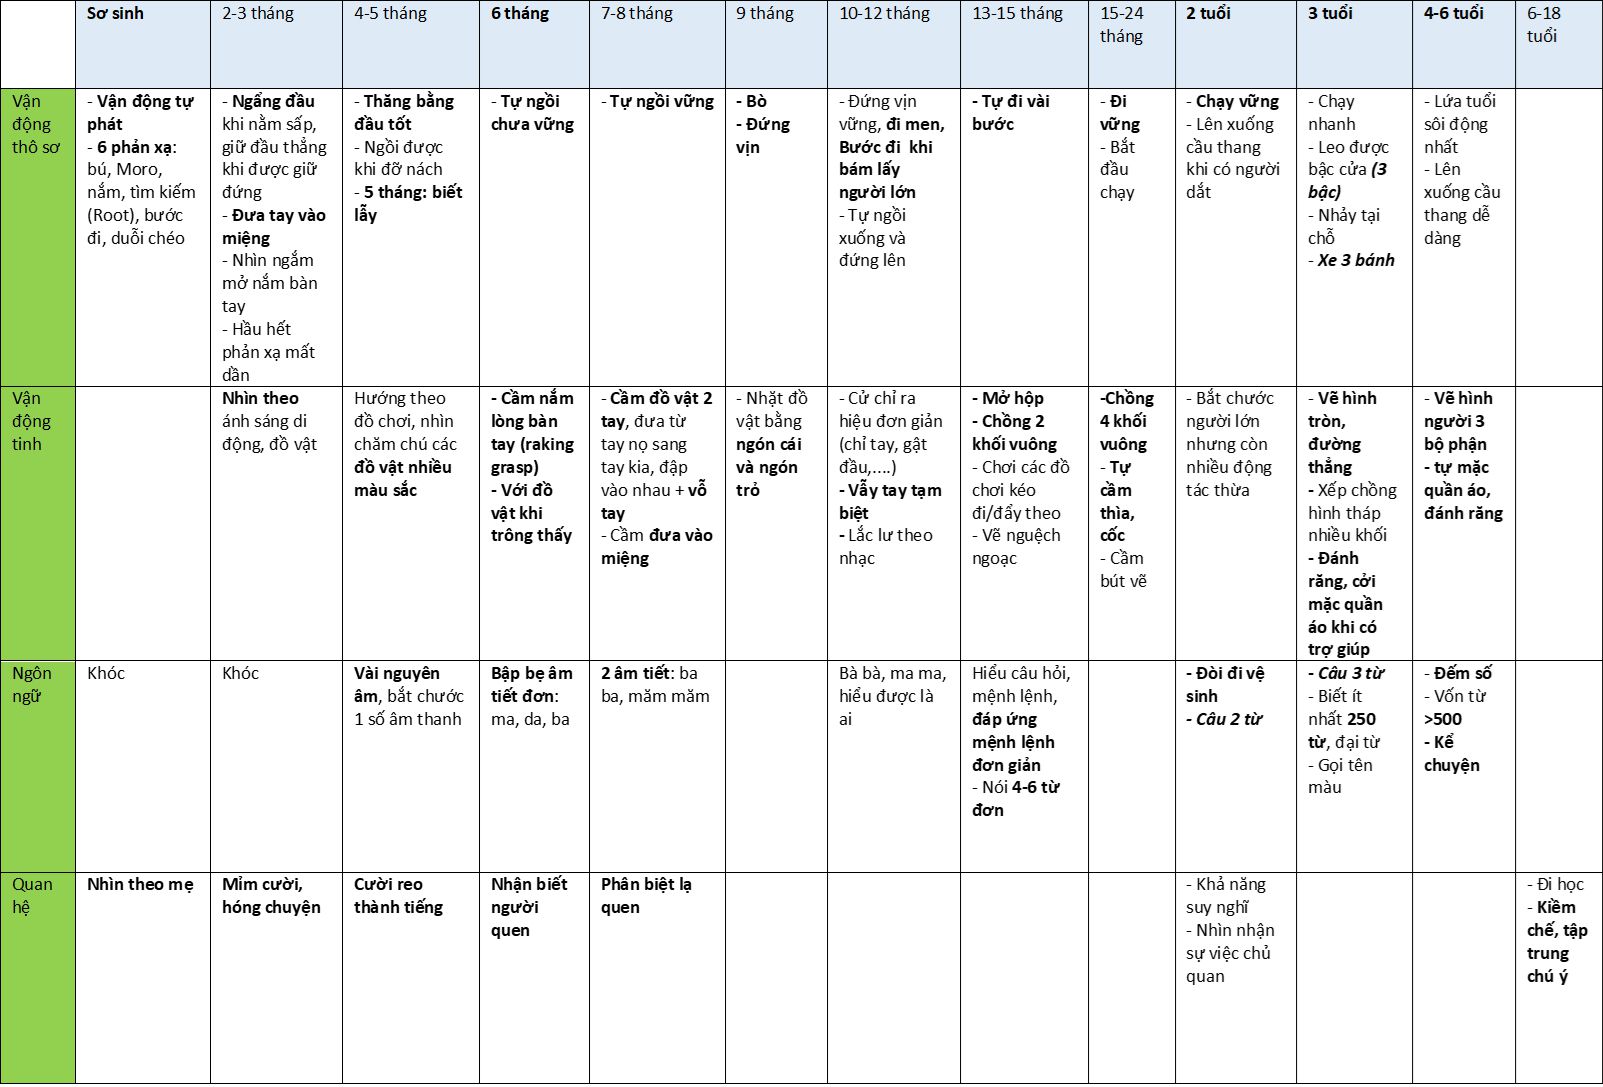 Sơ sinh
2-3 tháng
4-5 tháng
6 tháng
7-8 tháng
9 tháng
10-12 tháng
13-15 tháng
15-24
tháng
2 tuổi
3 tuổi
4-6 tuổi
6-18
tuổi
Vận
động
thô sơ
- Vận động tự
phát
- 6 phản xạ:
bú, Moro,
nắm, tìm kiếm
(Root), bước
đi, duỗi chéo
- Ngẩng đầu
khi nằm sấp,
giữ đầu thẳng
khi được giữ
đứng
- Đưa tay vào
miệng
- Nhìn ngắm
mở nắm bàn
tay
- Hầu hết
phản xạ mất
dần
- Thăng bằng
đầu tốt
- Ngồi được
khi đỡ nách
- 5 tháng: biết
lẫy
- Tự ngồi
chưa vững
- Tự ngồi vững
- Bò
- Đứng
vịn
- Đứng vịn
vững, đi men,
Bước đi khi
bám lấy
người lớn
- Tự ngồi
xuống và
đứng lên
- Tự đi vài
bước
- Đi
vững
- Bắt
đầu
chạy
- Chạy vững
- Lên xuống
cầu thang
khi có người
dắt
- Chạy
nhanh
- Leo được
bậc cửa (3
bậc)
- Nhảy tại
chỗ
- Xe 3 bánh
- Lứa tuổi
sôi động
nhất
- Lên
xuống cầu
thang dễ
dàng
Vận
động
tinh
Nhìn theo
ánh sáng di
động, đồ vật
Hướng theo
đồ chơi, nhìn
chăm chú các
đồ vật nhiều
màu sắc
- Cầm nắm
lòng bàn
tay (raking
grasp)
- Với đồ
vật khi
trông thấy
- Cầm đồ vật 2
tay, đưa từ
tay nọ sang
tay kia, đập
vào nhau + vỗ
tay
- Cầm đưa vào
miệng
- Nhặt đồ
vật bằng
ngón cái
và ngón
trỏ
- Cử chỉ ra
hiệu đơn giản
(chỉ tay, gật
đầu,....)
- Vẫy tay tạm
biệt
- Lắc lư theo
nhạc
- Mở hộp
- Chồng 2
khối vuông
- Chơi các đồ
chơi kéo
đi/đẩy theo
- Vẽ nguệch
ngoạc
-Chồng
4 khối
vuông
- Tự
cầm
thìa,
cốc
- Cầm
bút vẽ
- Bắt chước
người lớn
nhưng còn
nhiều động
tác thừa
- Vẽ hình
tròn,
đường
thẳng
- Xếp chồng
hình tháp
nhiều khối
- Đánh
răng, cởi
mặc quần
áo khi có
trợ giúp
- Vẽ hình
người 3
bộ phận
- tự mặc
quần áo,
đánh răng
Ngôn
ngữ
Khóc
Khóc
Vài nguyên
âm, bắt chước
1 số âm thanh
Bập bẹ âm
tiết đơn:
ma, da, ba
2 âm tiết: ba
ba, măm măm
Bà bà, ma ma,
hiểu được là
ai
Hiểu câu hỏi,
mệnh lệnh,
đáp ứng
mệnh lệnh
đơn giản
- Nói 4-6 từ
đơn
- Đòi đi vệ
sinh
- Câu 2 từ
- Câu 3 từ
- Biết ít
nhất 250
từ, đại từ
- Gọi tên
màu
- Đếm số
- Vốn từ
>500
- Kể
chuyện
Quan
hệ
Nhìn theo mẹ
Mỉm cười,
hóng chuyện
Cười reo
thành tiếng
Nhận biết
người
quen
Phân biệt lạ
quen
- Khả năng
suy nghĩ
- Nhìn nhận
sự việc chủ
quan
- Đi học
- Kiềm
chế, tập
trung
chú ý